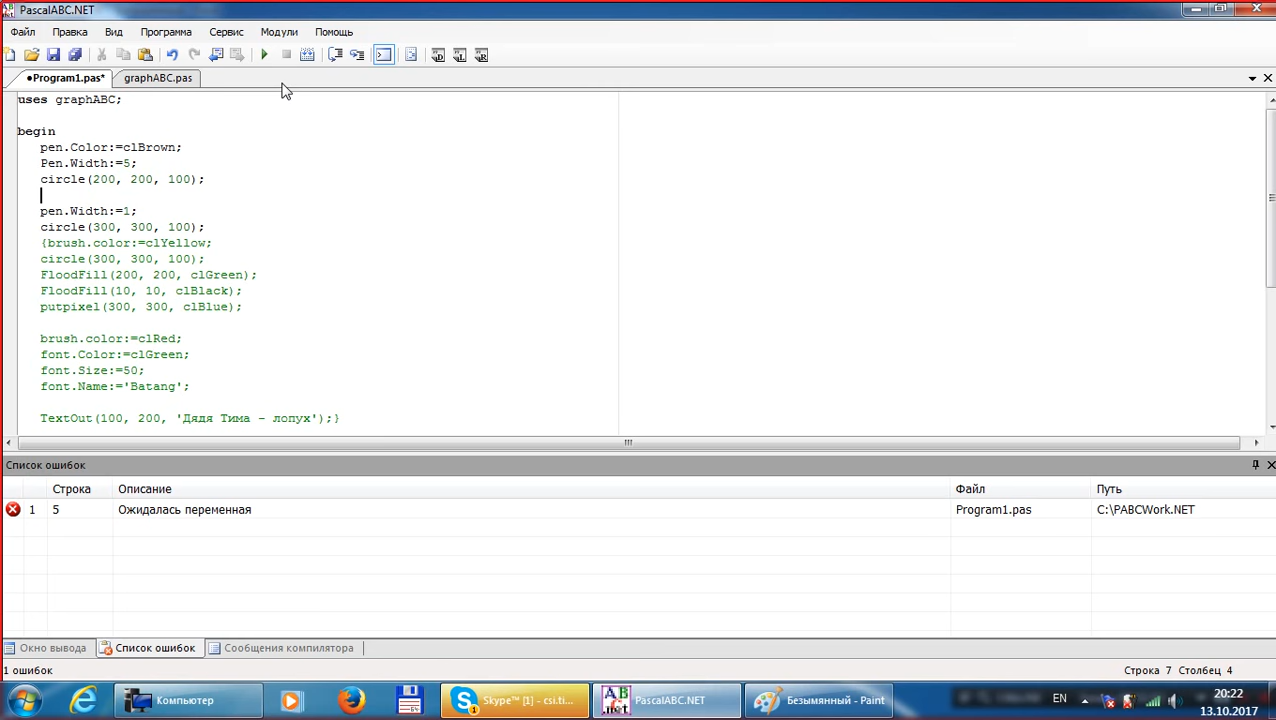 PascalABC.NET
Файл Правка Вид Программа Сервис Модули Помощь
●Program1.pas* graphABC.pas
uses graphABC;
begin
pen.Color:=clBrown;
Pen.Width:=5;
circle(200, 200, 100);
pen.Width:=1;
circle(300, 300, 100);
{brush.color:=clYellow;
circle(300, 300, 100);
FloodFill(200, 200, clGreen);
FloodFill(10, 10, clBlack);
putpixel(300, 300, clBlue);
brush.color:=clRed;
font.Color:=clGreen;
font.Size:=50;
font.Name:='Batang';
TextOut(100, 200, 'Дядя Тима - лопух');}
Список ошибок
Строка Описание Файл Путь
1 5 Ожидалась переменная Program1.pas C:\PABCWork.NET
Окно вывода Список ошибок Сообщения компилятора
1 ошибок Строка 7 Столбец 4
Компьютер Skype™ [1] - csi.ti... PascalABC.NET Безымянный - Paint EN 20:22
13.10.2017